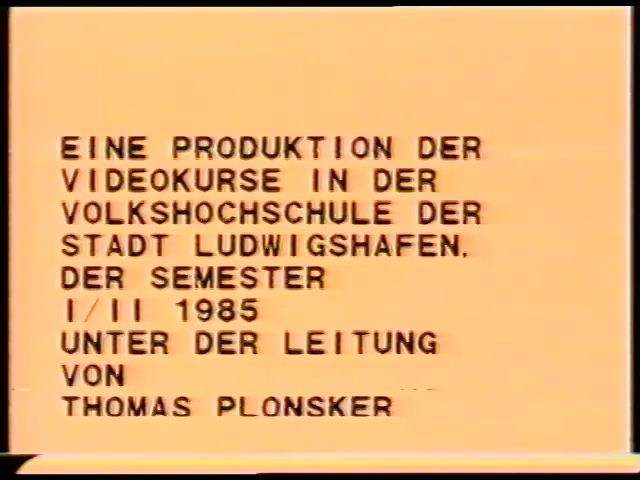 EINE PRODUKTION DER
VIDEOKURSE IN DER
VOLKSHOCHSCHULE DER
STADT LUDWIGSHAFEN.
DER SEMESTER
I/II 1985
UNTER DER LEITUNG
VON
THOMAS PLONSKER